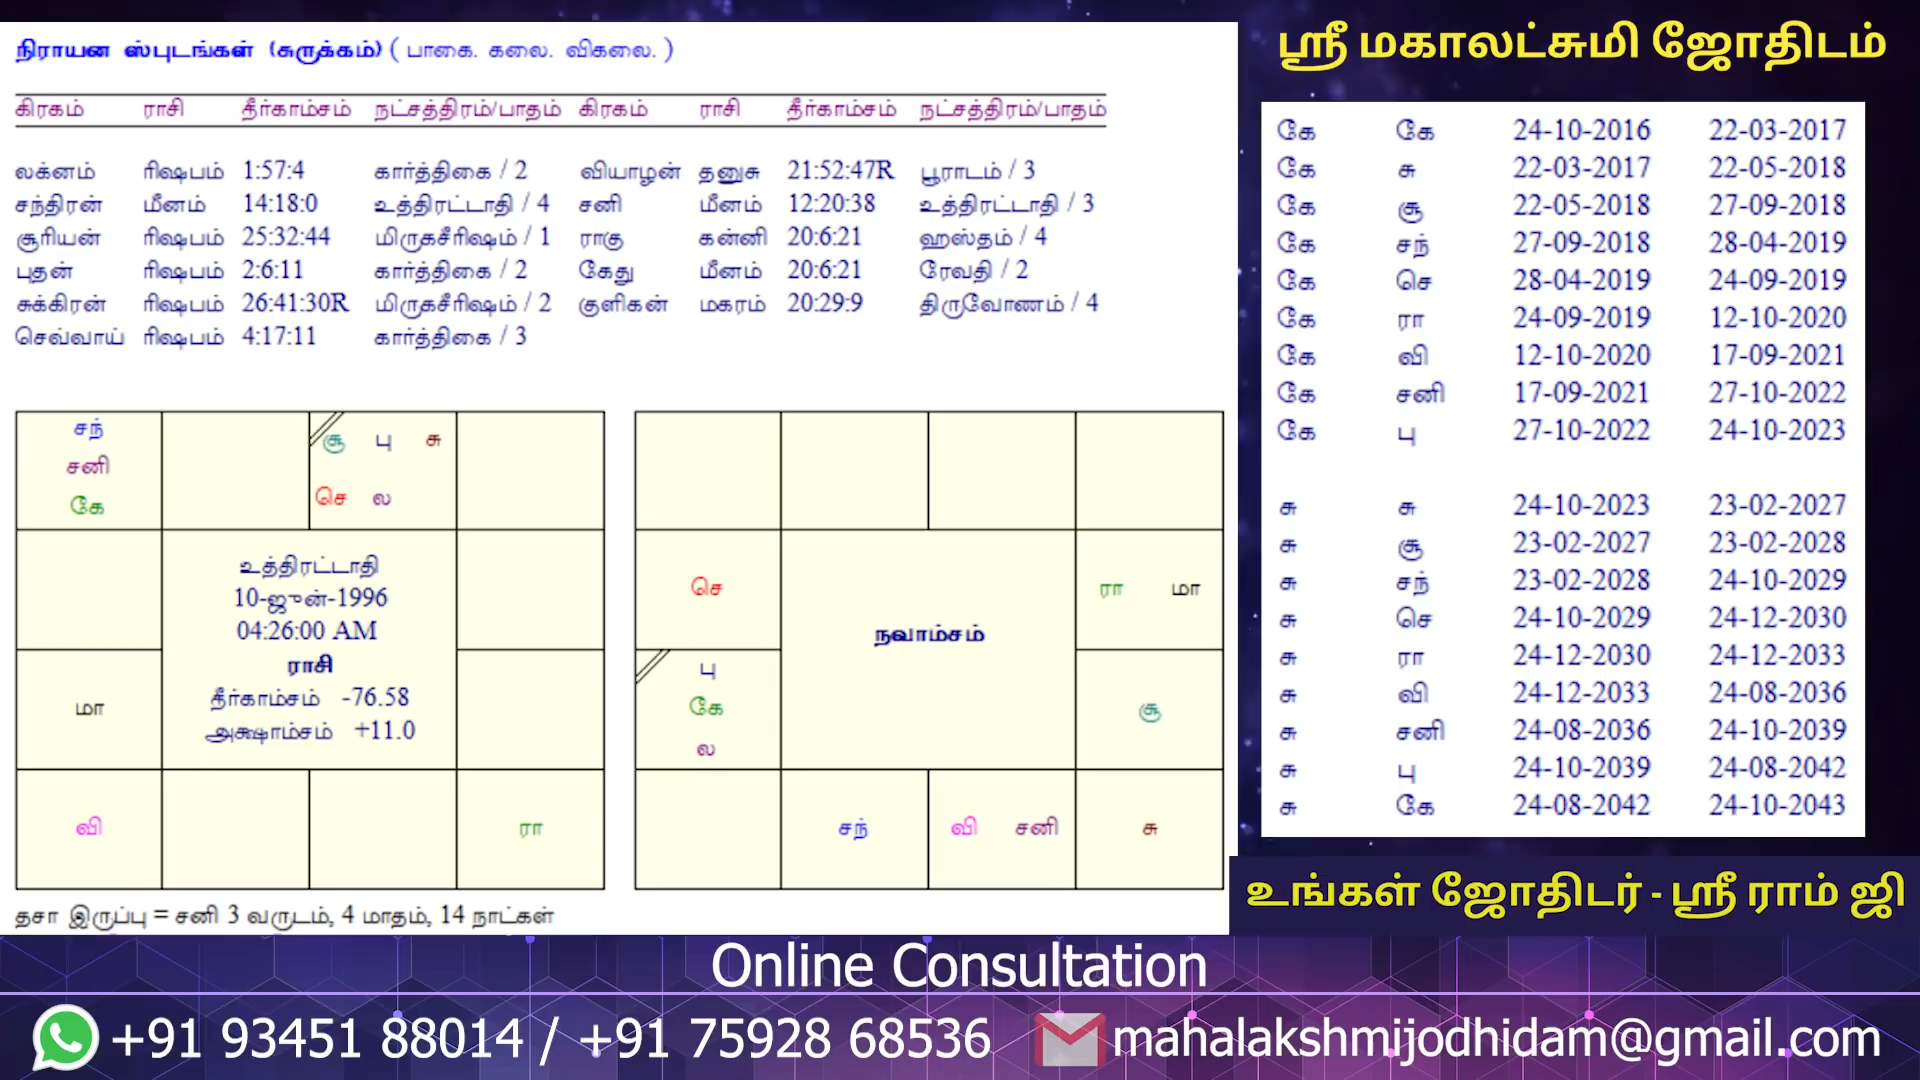 நிராயன ஸ்புடங்கள் (சுருக்கம்) ( பாகை. கலை. விகலை. )
கிரகம் ராசி தீர்காம்சம் நட்சத்திரம்/பாதம் கிரகம் ராசி தீர்காம்சம் நட்சத்திரம்/பாதம்
லக்னம் ரிஷபம் 1:57:4 கார்த்திகை / 2 வியாழன் தனுசு 21:52:47R பூராடம் / 3
சந்திரன் மீனம் 14:18:0 உத்திரட்டாதி / 4 சனி மீனம் 12:20:38 உத்திரட்டாதி / 3
சூரியன் ரிஷபம் 25:32:44 மிருகசீரிஷம் / 1 ராகு கன்னி 20:6:21 ஹஸ்தம் / 4
புதன் ரிஷபம் 2:6:11 கார்த்திகை / 2 கேது மீனம் 20:6:21 ரேவதி / 2
சுக்கிரன் ரிஷபம் 26:41:30R மிருகசீரிஷம் / 2 குளிகன் மகரம் 20:29:9 திருவோணம் / 4
செவ்வாய் ரிஷபம் 4:17:11 கார்த்திகை / 3
சந்
சனி
கே
சூ பு சு
செ ல
உத்திரட்டாதி
10-ஜுன்-1996
04:26:00 AM
ராசி
தீர்காம்சம் -76.58
அக்ஷாம்சம் +11.0
மா
வி
ரா
செ
நவாம்சம்
ரா மா
பு
கே
ல
சூ
சந்
வி சனி
சு
தசா இருப்பு = சனி 3 வருடம், 4 மாதம், 14 நாட்கள்
ஸ்ரீ மகாலட்சுமி ஜோதிடம்
கே கே 24-10-2016 22-03-2017
கே சு 22-03-2017 22-05-2018
கே சூ 22-05-2018 27-09-2018
கே சந் 27-09-2018 28-04-2019
கே செ 28-04-2019 24-09-2019
கே ரா 24-09-2019 12-10-2020
கே வி 12-10-2020 17-09-2021
கே சனி 17-09-2021 27-10-2022
கே பு 27-10-2022 24-10-2023
சு சு 24-10-2023 23-02-2027
சு சூ 23-02-2027 23-02-2028
சு சந் 23-02-2028 24-10-2029
சு செ 24-10-2029 24-12-2030
சு ரா 24-12-2030 24-12-2033
சு வி 24-12-2033 24-08-2036
சு சனி 24-08-2036 24-10-2039
சு பு 24-10-2039 24-08-2042
சு கே 24-08-2042 24-10-2043
உங்கள் ஜோதிடர் - ஸ்ரீ ராம் ஜி
Online Consultation
+91 93451 88014 / +91 75928 68536 mahalakshmijodhidam@gmail.com